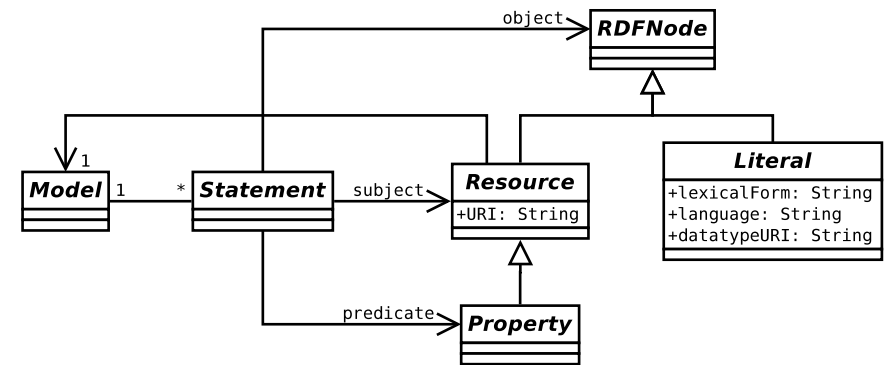 object
RDFNode
1
Literal
Model
1
*
Statement
subject
Resource
+URI: String
+lexicalForm: String
+language: String
+datatypeURI: String
predicate
Property